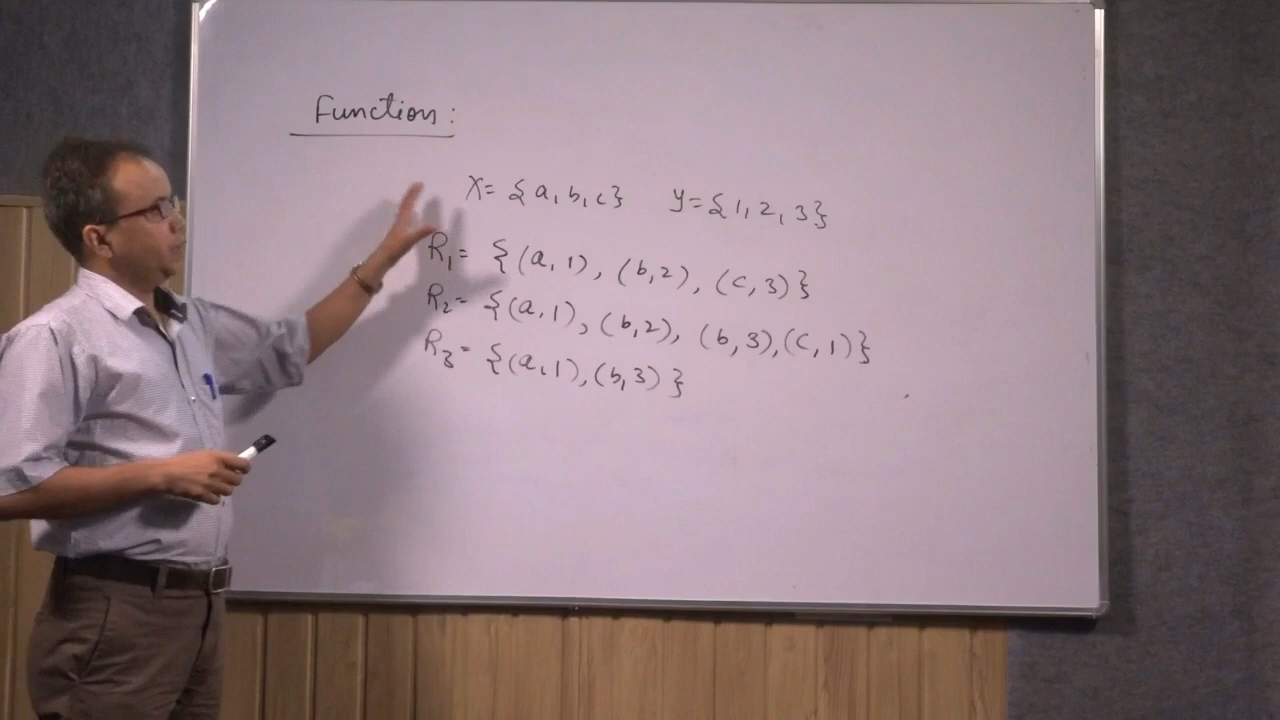 Function:
X= {a, b, c} Y= {1, 2, 3}
R1= {(a, 1), (b, 2), (c, 3)}
R2= {(a, 1), (b, 2), (b, 3), (c, 1)}
R3= {(a, 1), (b, 3)}